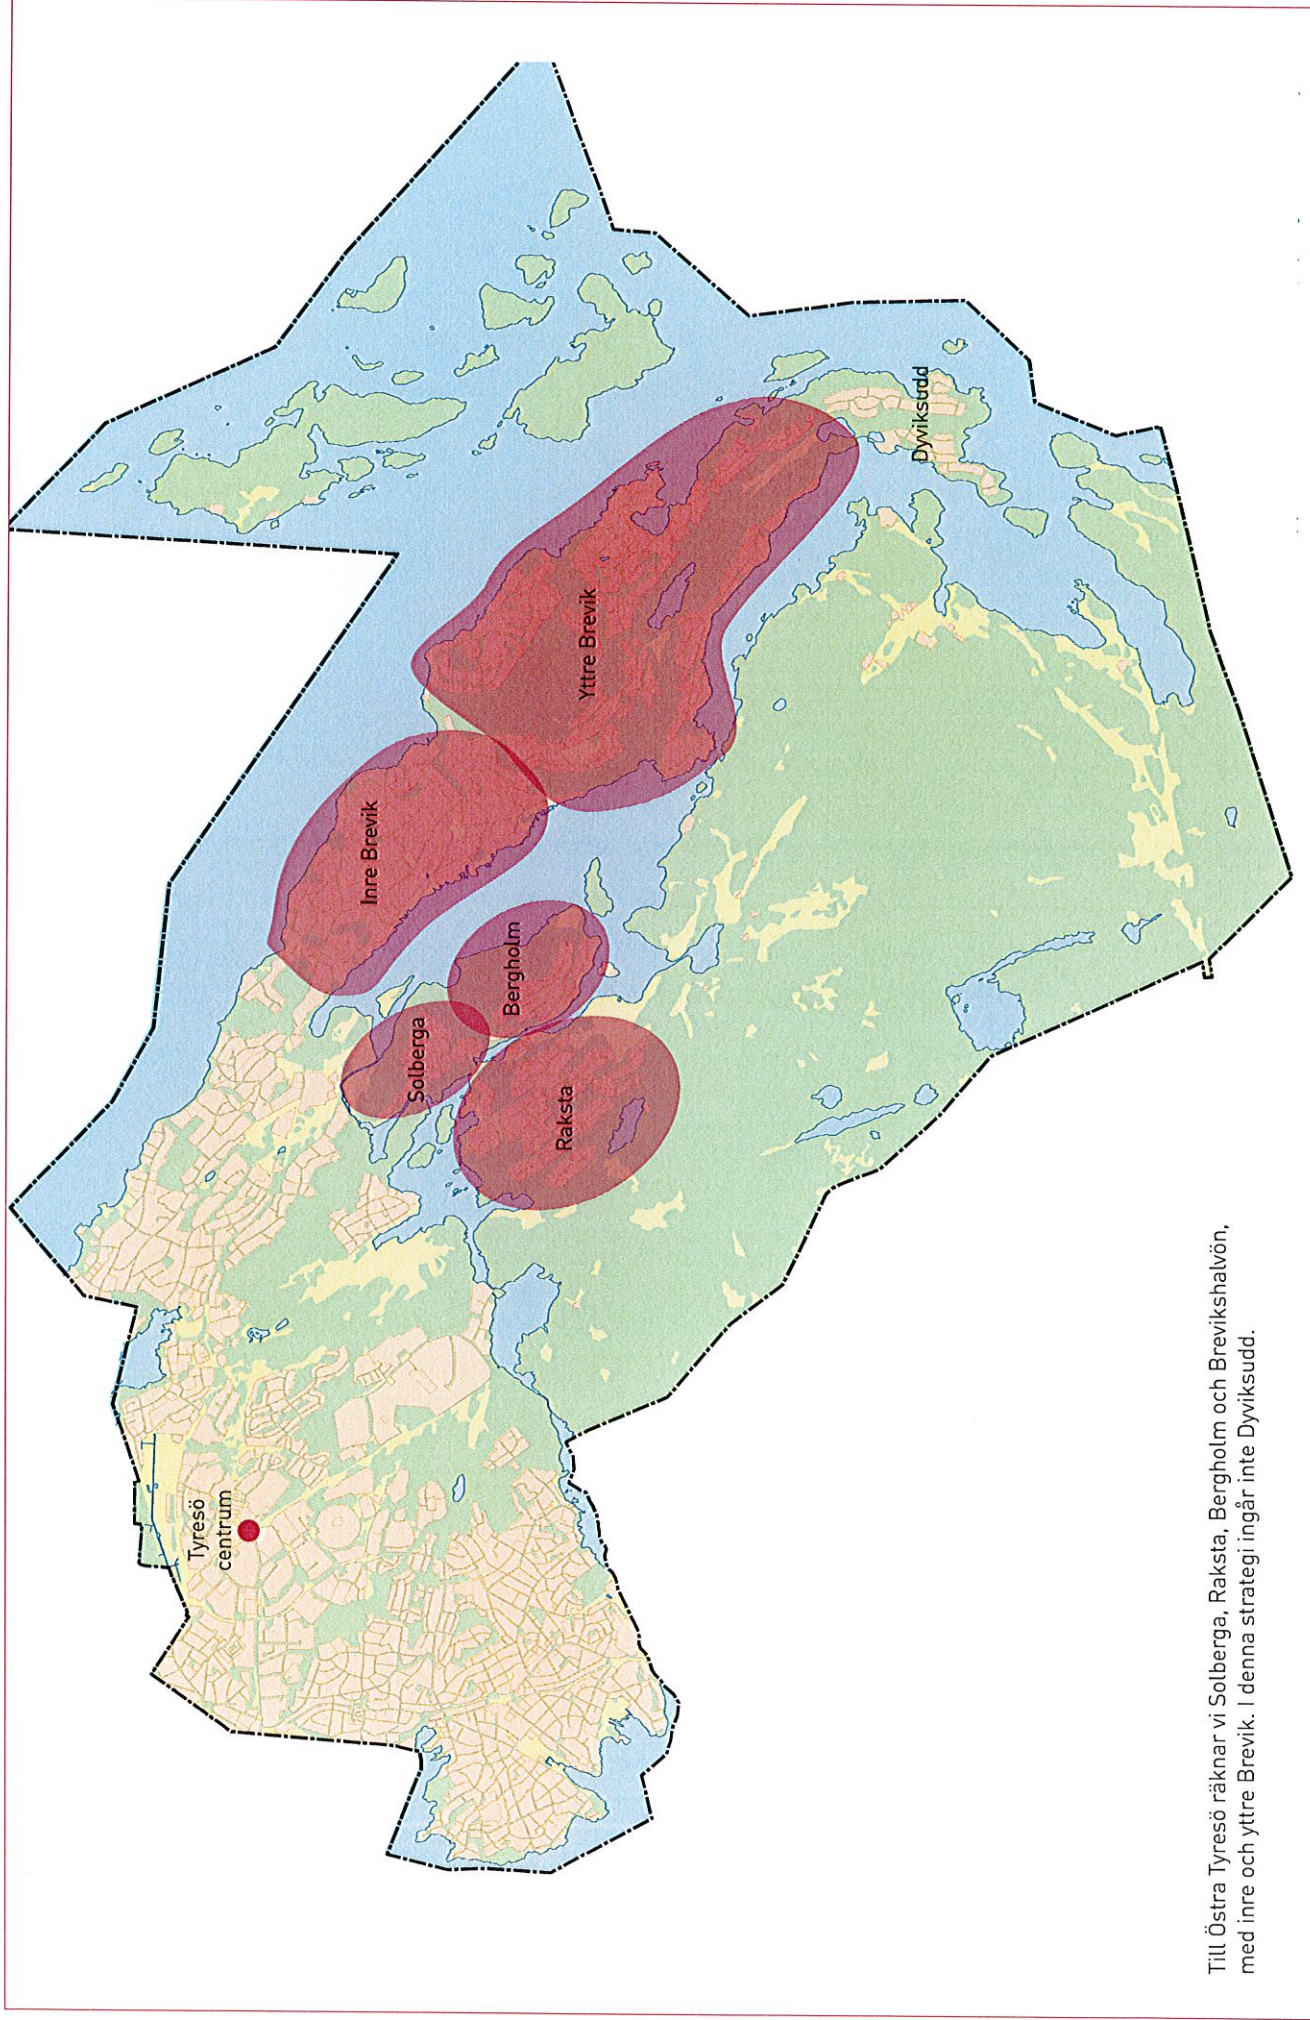 Tyresö
centrum
Inre Brevik
Yttre Brevik
Solberga
Bergholm
Raksta
Dyviksudd
Till Östra Tyresö räknar vi Solberga, Raksta, Bergholm och Brevikshalvön,
med inre och yttre Brevik. I denna strategi ingår inte Dyviksudd.